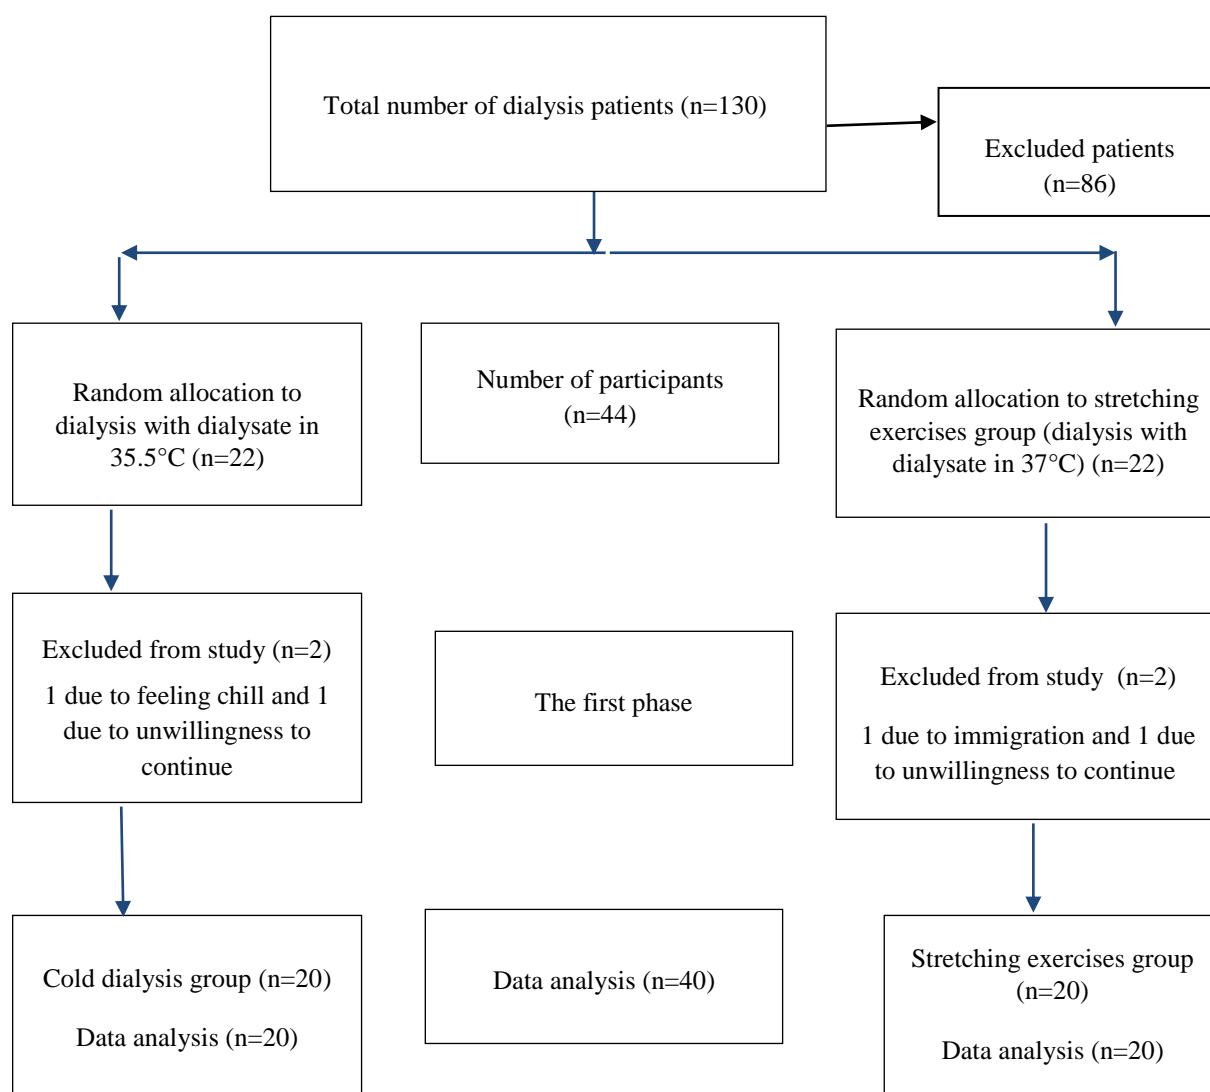 Total number of dialysis patients (n=130)
Excluded patients
(n=86)
Random allocation to
dialysis with dialysate in
35.5°C (n=22)
Number of participants
(n=44)
Random allocation to stretching
exercises group (dialysis with
dialysate in 37°C) (n=22)
Excluded from study (n=2)
1 due to feeling chill and 1
due to unwillingness to
continue
The first phase
Excluded from study (n=2)
1 due to immigration and 1 due
to unwillingness to continue
Cold dialysis group (n=20)
Data analysis (n=20)
Data analysis (n=40)
Stretching exercises group
(n=20)
Data analysis (n=20)